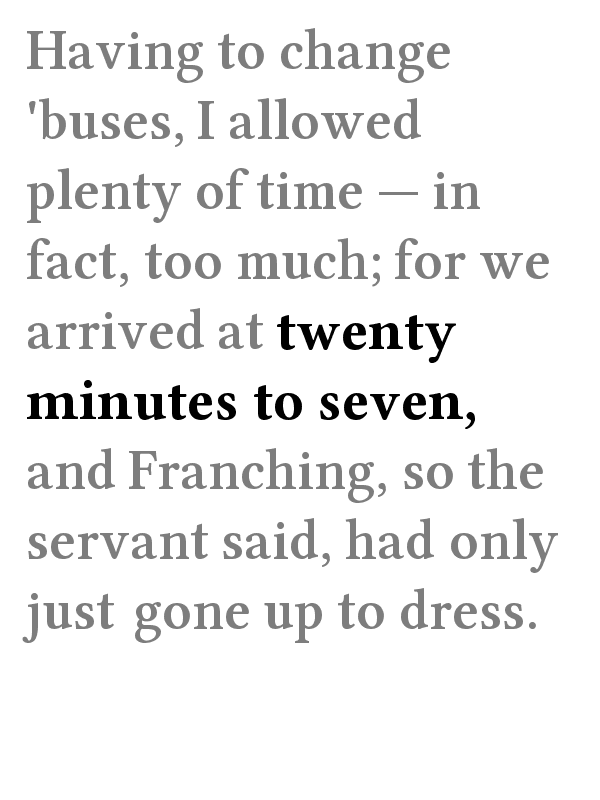 Having to change
'buses, I allowed
plenty of time — in
fact, too much; for we
arrived at twenty
minutes to seven,
and Franching, so the
servant said, had only
just gone up to dress.